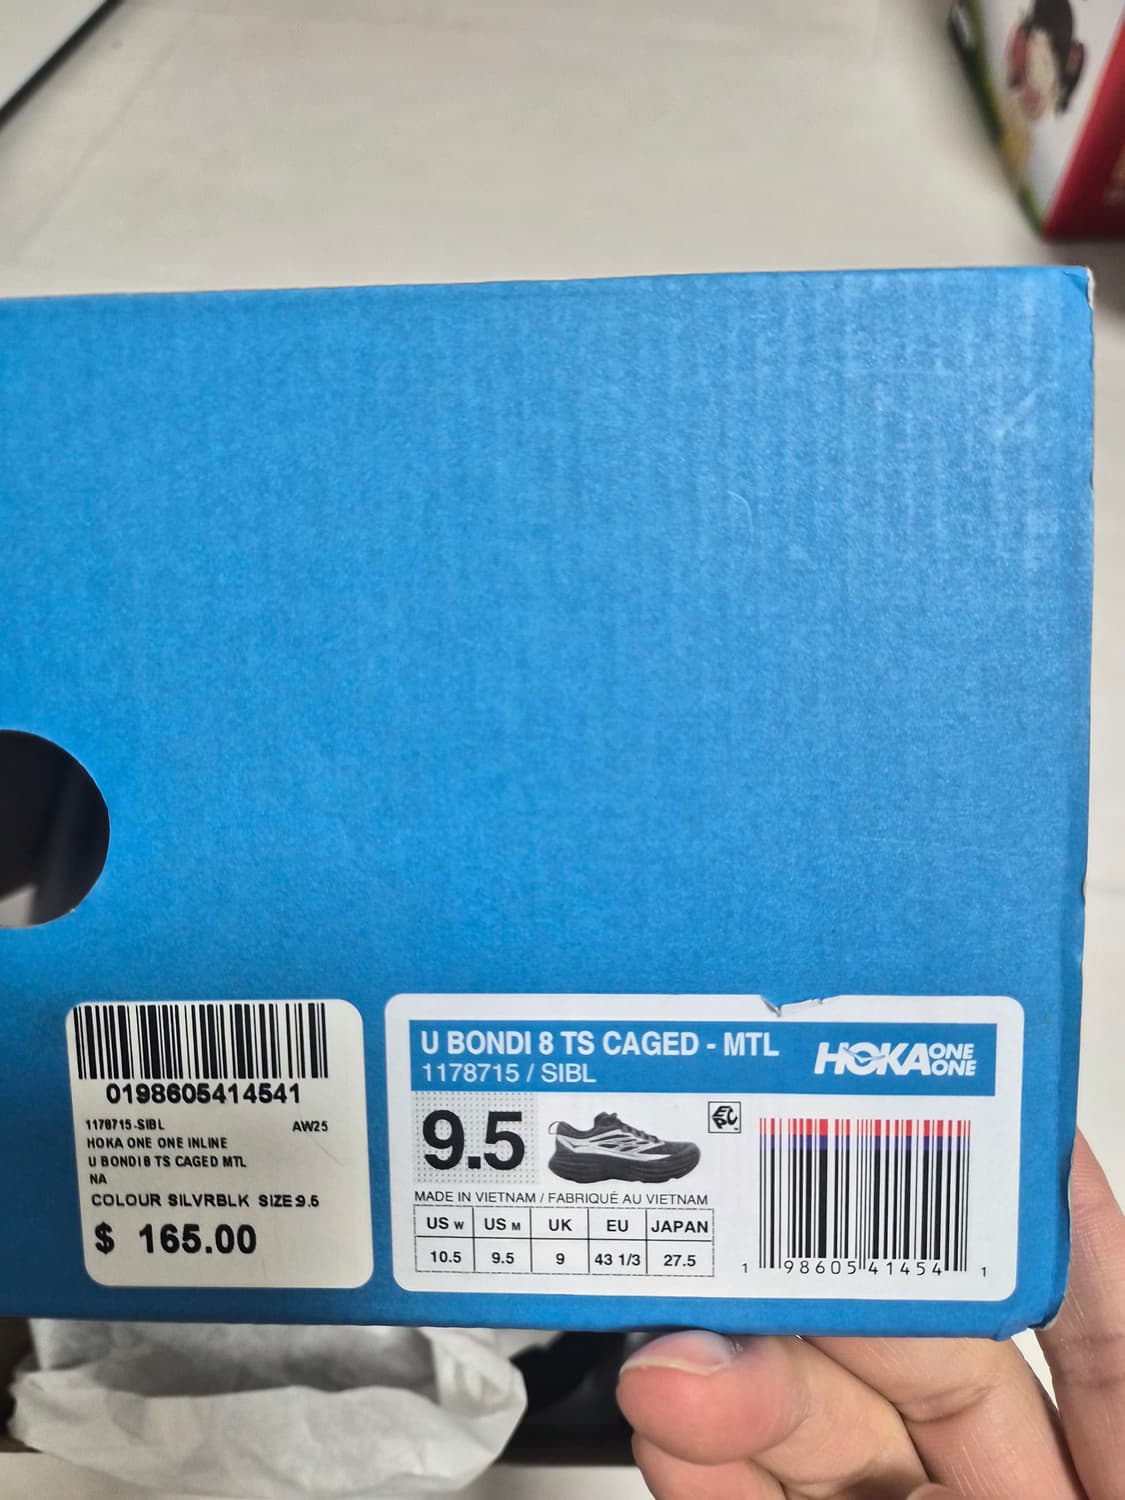 0198605414541
1178715-SIBL AW25
HOKA ONE ONE INLINE
U BONDI 8 TS CAGED MTL
NA
COLOUR SILVRBLK SIZE 9.5
$ 165.00
U BONDI 8 TS CAGED - MTL
1178715 / SIBL
HOKA ONE ONE
9.5
MADE IN VIETNAM / FABRIQUÉ AU VIETNAM
US W US M UK EU JAPAN
10.5 9.5 9 43 1/3 27.5
1 98605 41454 1